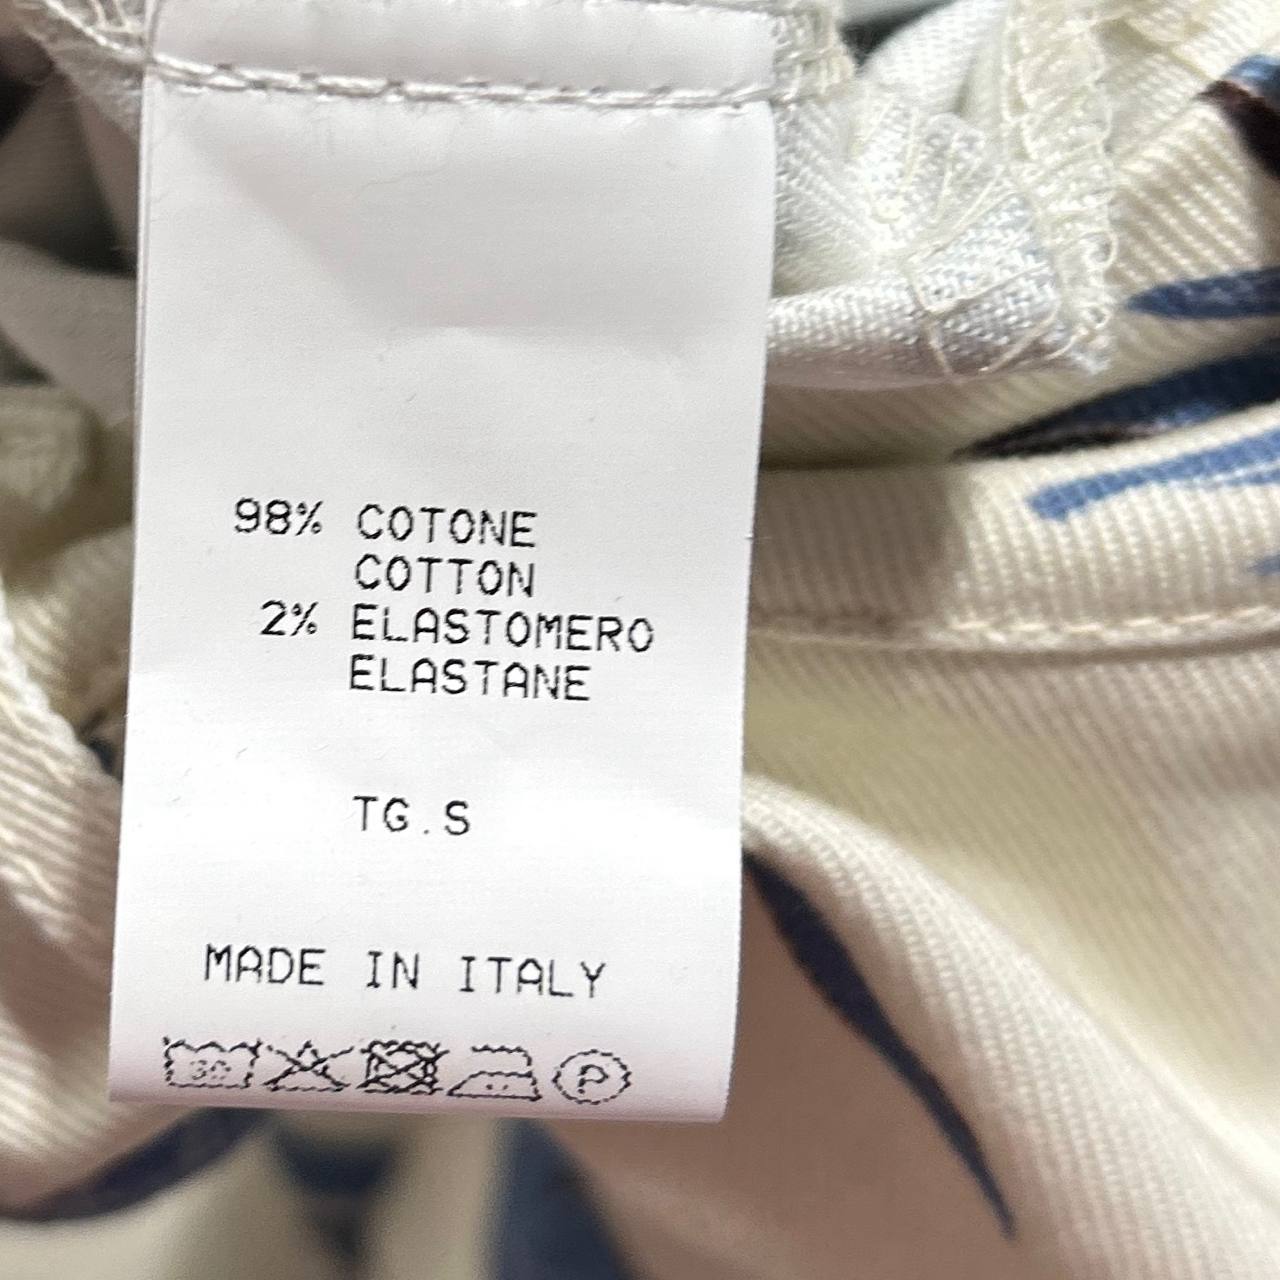 98% COTONE
COTTON
2% ELASTOMERO
ELASTANE
TG.S
MADE IN ITALY
30 P